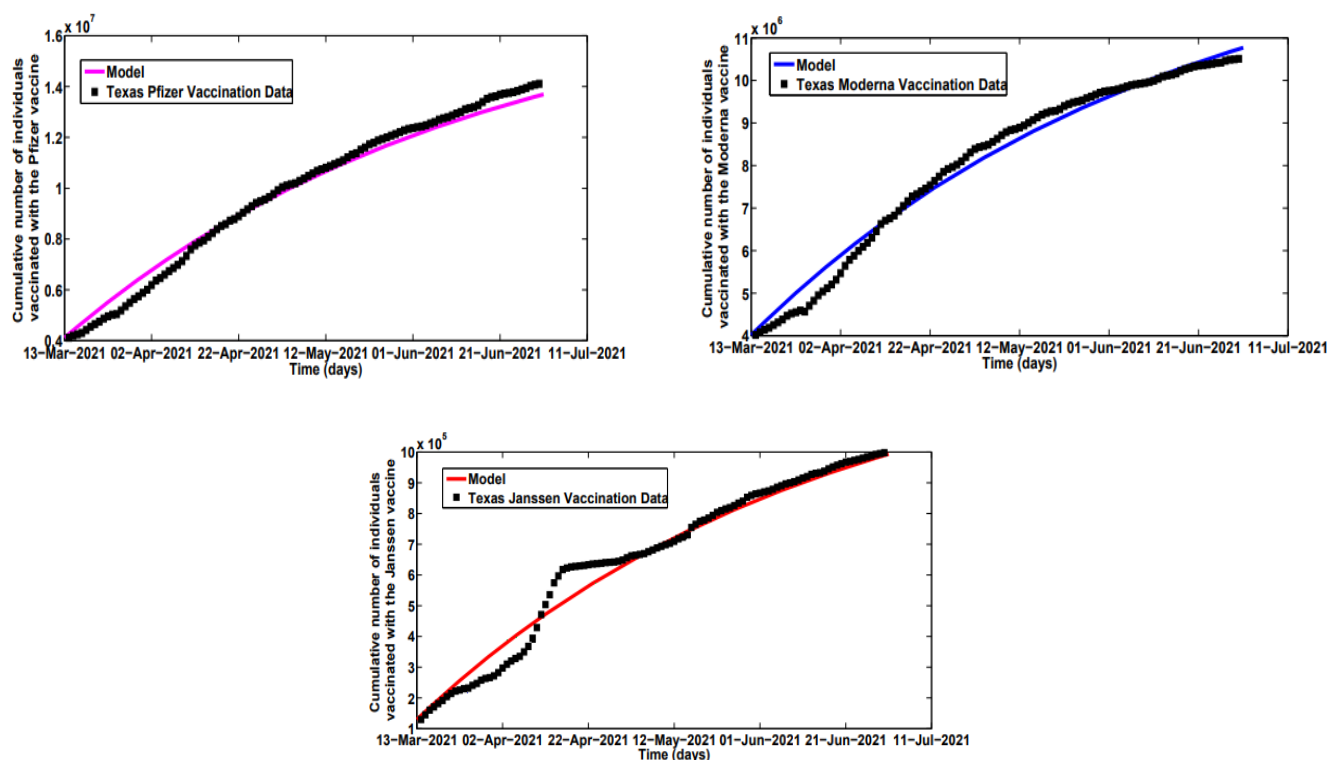 x 10^7
1.6
1.4
1.2
1
0.8
0.6
0.4
Cumulative number of individuals
vaccinated with the Pfizer vaccine
Model
Texas Pfizer Vaccination Data
13−Mar−2021 02−Apr−2021 22−Apr−2021 12−May−2021 01−Jun−2021 21−Jun−2021 11−Jul−2021
Time (days)
x 10^6
11
10
9
8
7
6
5
4
Cumulative number of individuals
vaccinated with the Moderna vaccine
Model
Texas Moderna Vaccination Data
13−Mar−2021 02−Apr−2021 22−Apr−2021 12−May−2021 01−Jun−2021 21−Jun−2021 11−Jul−2021
Time (days)
x 10^5
10
9
8
7
6
5
4
3
2
1
Cumulative number of individuals
vaccinated with the Janssen vaccine
Model
Texas Janssen Vaccination Data
13−Mar−2021 02−Apr−2021 22−Apr−2021 12−May−2021 01−Jun−2021 21−Jun−2021 11−Jul−2021
Time (days)